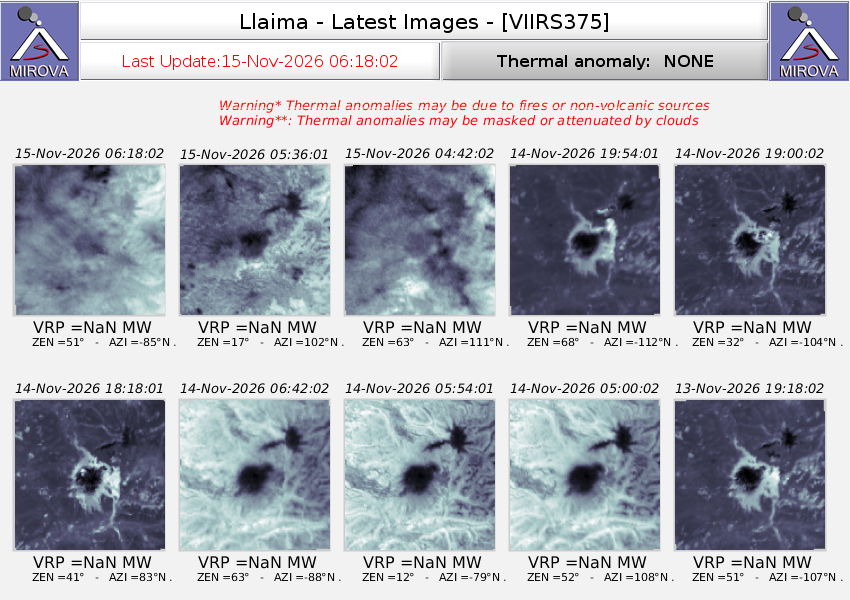 Llaima - Latest Images - [VIIRS375]
MIROVA
Last Update:15-Nov-2026 06:18:02
Thermal anomaly: NONE
MIROVA
Warning* Thermal anomalies may be due to fires or non-volcanic sources
Warning**: Thermal anomalies may be masked or attenuated by clouds
15-Nov-2026 06:18:02
15-Nov-2026 05:36:01
15-Nov-2026 04:42:02
14-Nov-2026 19:54:01
14-Nov-2026 19:00:02
VRP =NaN MW
VRP =NaN MW
VRP =NaN MW
VRP =NaN MW
VRP =NaN MW
ZEN =51° - AZI =-85°N .
ZEN =17° - AZI =102°N .
ZEN =63° - AZI =111°N .
ZEN =68° - AZI =-112°N .
ZEN =32° - AZI =-104°N .
14-Nov-2026 18:18:01
14-Nov-2026 06:42:02
14-Nov-2026 05:54:01
14-Nov-2026 05:00:02
13-Nov-2026 19:18:02
VRP =NaN MW
VRP =NaN MW
VRP =NaN MW
VRP =NaN MW
VRP =NaN MW
ZEN =41° - AZI =83°N .
ZEN =63° - AZI =-88°N .
ZEN =12° - AZI =-79°N .
ZEN =52° - AZI =108°N .
ZEN =51° - AZI =-107°N .